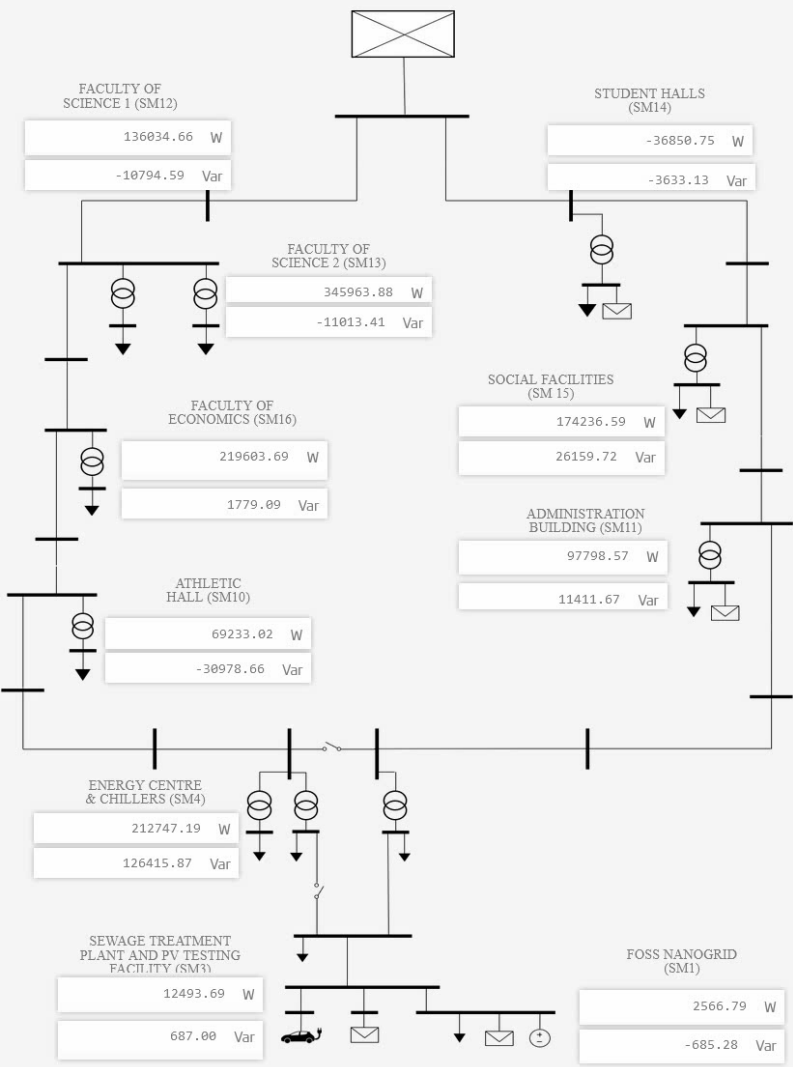 FACULTY OF
SCIENCE 1 (SM12)
136034.66 W
-10794.59 Var
STUDENT HALLS
(SM14)
-36850.75 W
-3633.13 Var
FACULTY OF
SCIENCE 2 (SM13)
345963.88 W
-11013.41 Var
SOCIAL FACILITIES
(SM 15)
174236.59 W
26159.72 Var
FACULTY OF
ECONOMICS (SM16)
219603.69 W
1779.09 Var
ADMINISTRATION
BUILDING (SM11)
97798.57 W
11411.67 Var
ATHLETIC
HALL (SM10)
69233.02 W
-30978.66 Var
ENERGY CENTRE
& CHILLERS (SM4)
212747.19 W
126415.87 Var
SEWAGE TREATMENT
PLANT AND PV TESTING
FACILITY (SM3)
12493.69 W
687.00 Var
FOSS NANOGRID
(SM1)
2566.79 W
-685.28 Var